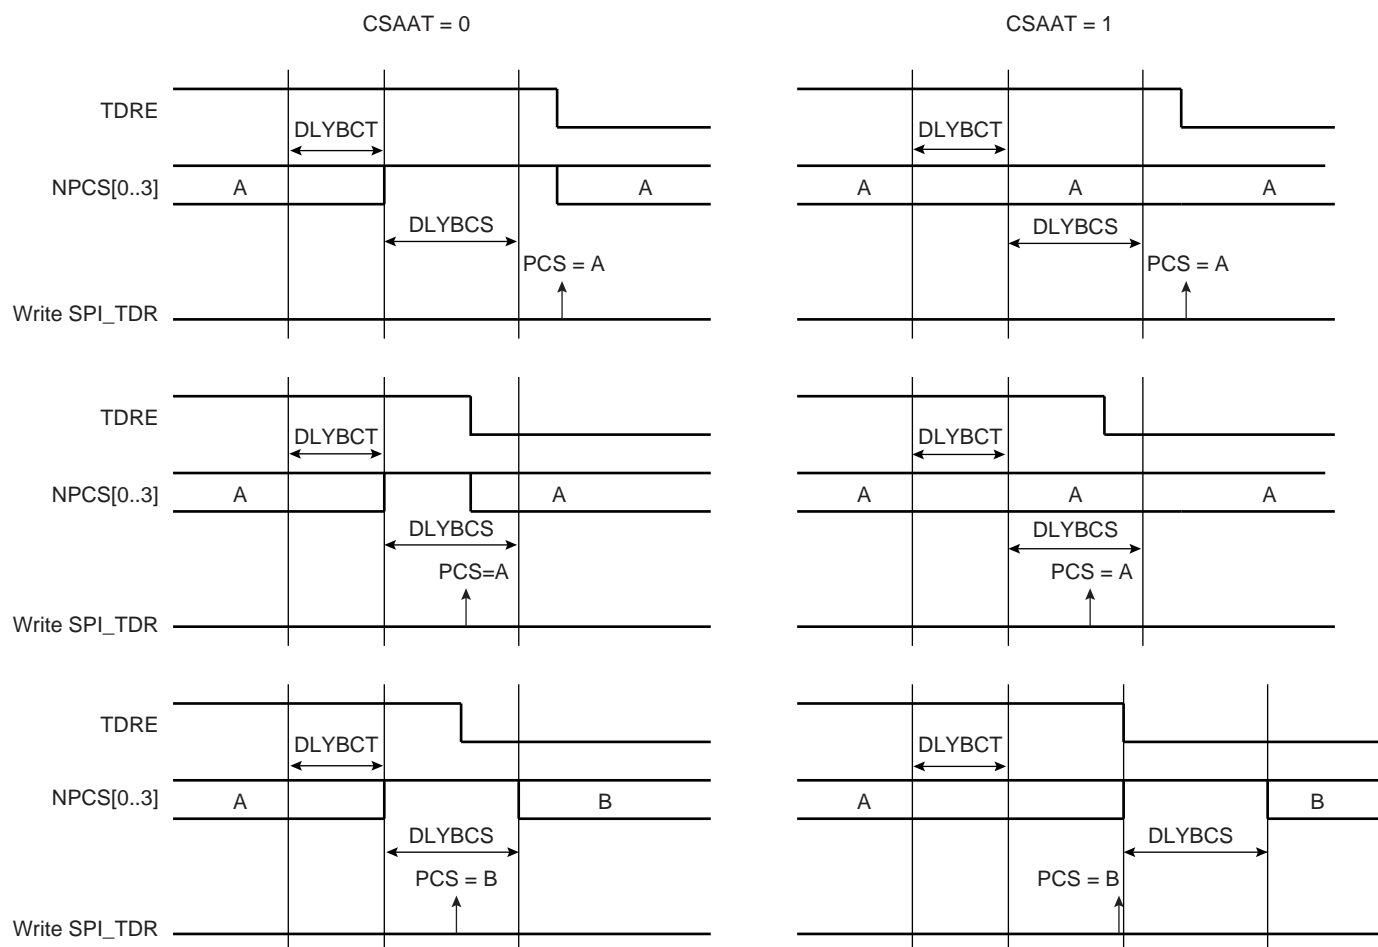 CSAAT = 0 CSAAT = 1
TDRE
DLYBCT DLYBCT
NPCS[0..3] A A A A A
DLYBCS DLYBCS
PCS = A PCS = A
Write SPI_TDR
TDRE
DLYBCT DLYBCT
NPCS[0..3] A A A A A
DLYBCS DLYBCS
PCS=A PCS = A
Write SPI_TDR
TDRE
DLYBCT DLYBCT
NPCS[0..3] A B A B
DLYBCS DLYBCS
PCS = B PCS = B
Write SPI_TDR